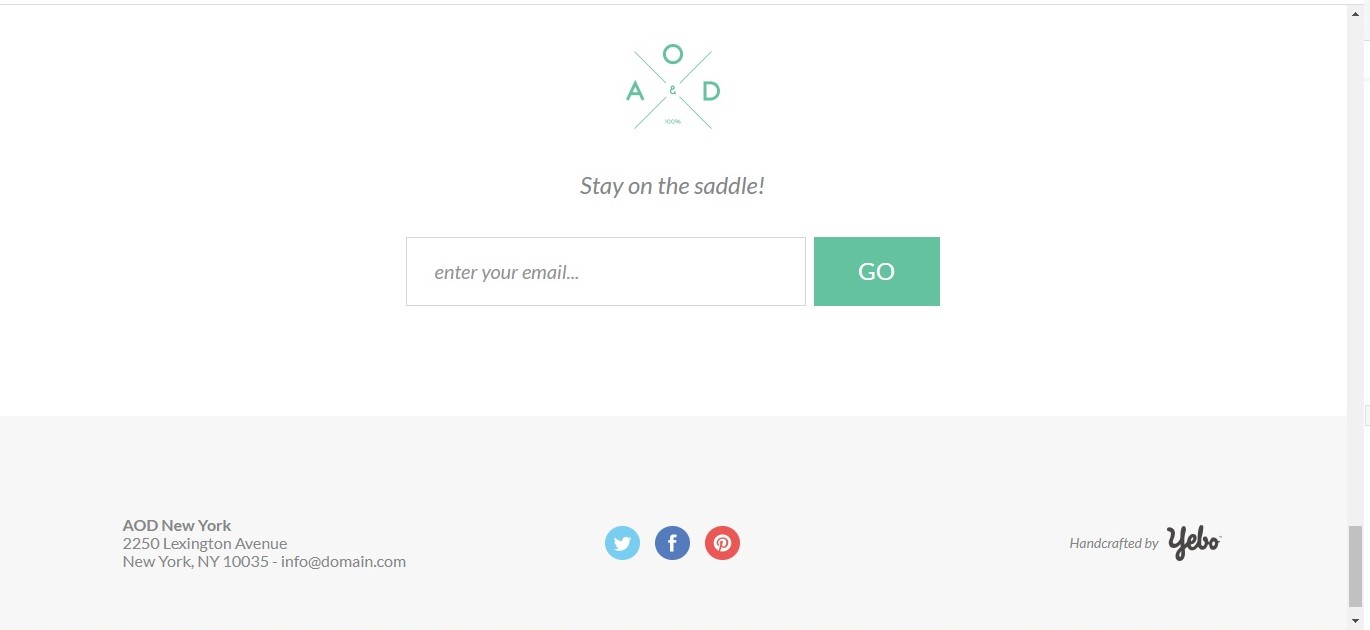 O
A & D
100%
Stay on the saddle!
enter your email...
GO
AOD New York
2250 Lexington Avenue
New York, NY 10035 - info@domain.com
Handcrafted by Yebo